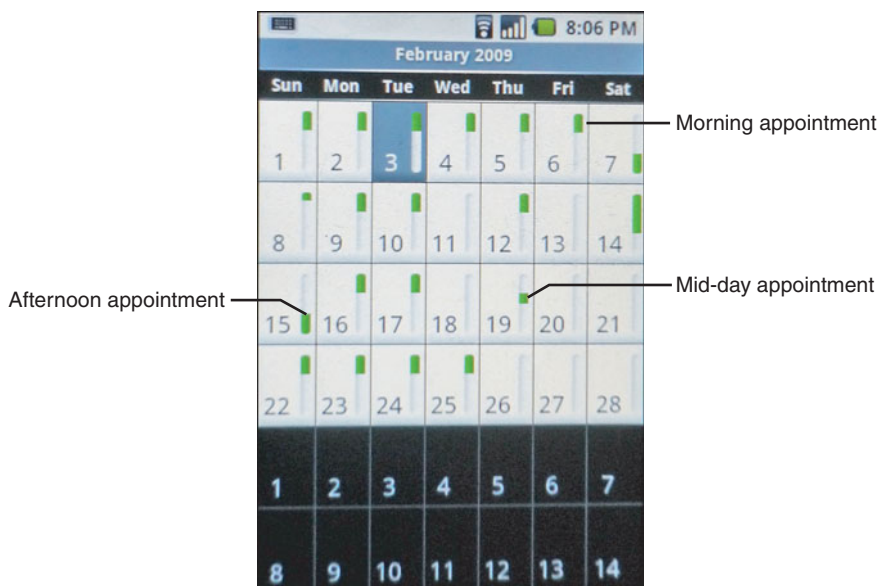 8:06 PM
February 2009
Sun Mon Tue Wed Thu Fri Sat
Morning appointment
1 2 3 4 5 6 7
8 9 10 11 12 13 14
Mid-day appointment
Afternoon appointment
15 16 17 18 19 20 21
22 23 24 25 26 27 28
1 2 3 4 5 6 7
8 9 10 11 12 13 14